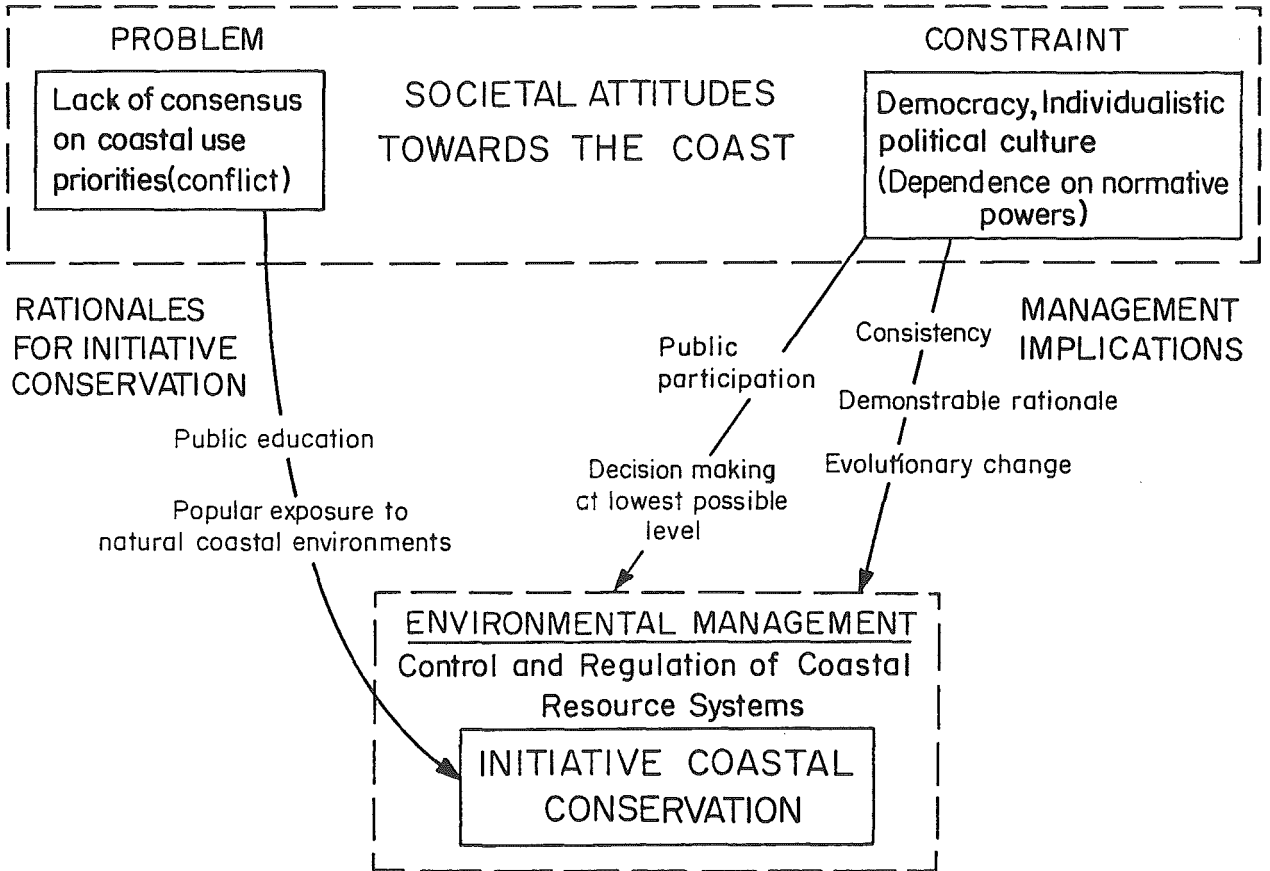 PROBLEM
Lack of consensus
on coastal use
priorities(conflict)
SOCIETAL ATTITUDES
TOWARDS THE COAST
CONSTRAINT
Democracy, Individualistic
political culture
(Dependence on normative
powers)
RATIONALES
FOR INITIATIVE
CONSERVATION
Public education
Popular exposure to
natural coastal environments
Public
participation
Decision making
at lowest possible
level
Consistency
Demonstrable rationale
Evolutionary change
MANAGEMENT
IMPLICATIONS
ENVIRONMENTAL MANAGEMENT
Control and Regulation of Coastal
Resource Systems
INITIATIVE COASTAL
CONSERVATION